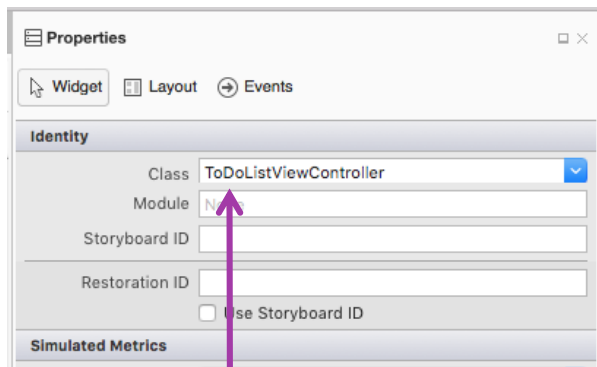 Properties
Widget Layout Events
Identity
Class ToDoListViewController
Module None
Storyboard ID
Restoration ID
Use Storyboard ID
Simulated Metrics